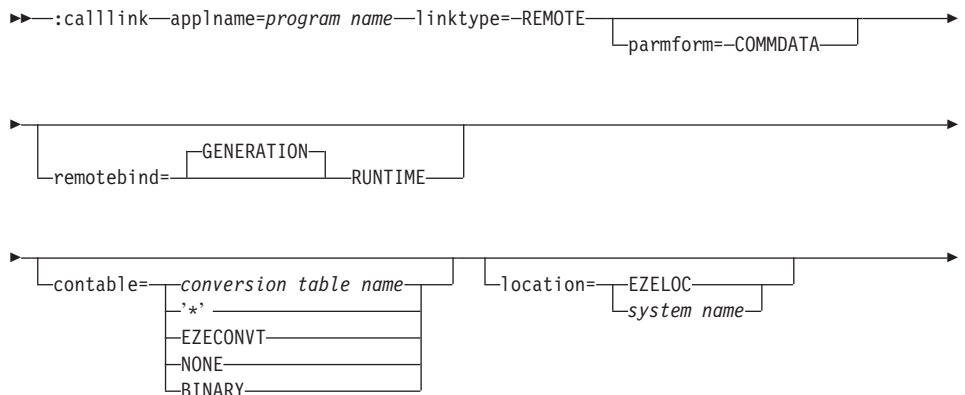 :calllink applname=program name linktype= REMOTE
parmform= COMMDATA
GENERATION
remotebind= RUNTIME
contable= conversion table name location= EZELOC
’*’ system name
EZECONVT
NONE
BINARY